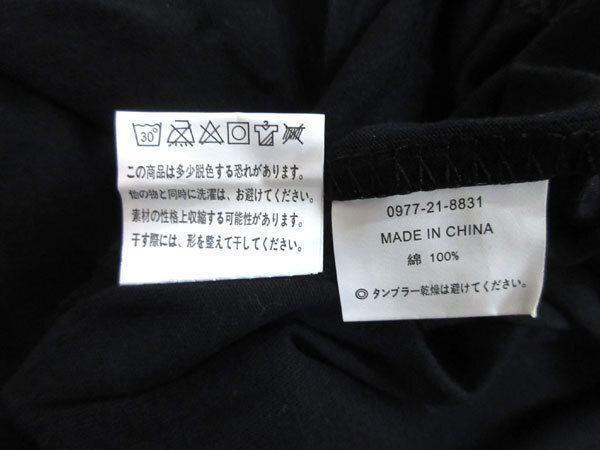 30°
この商品は多少脱色する恐れがあります。
他の物と同時に洗濯は、お避けてください。
素材の性格上収縮する可能性があります。
干す際には、形を整えて干してください。
0977-21-8831
MADE IN CHINA
綿 100%
◎ タンブラー乾燥は避けてください。